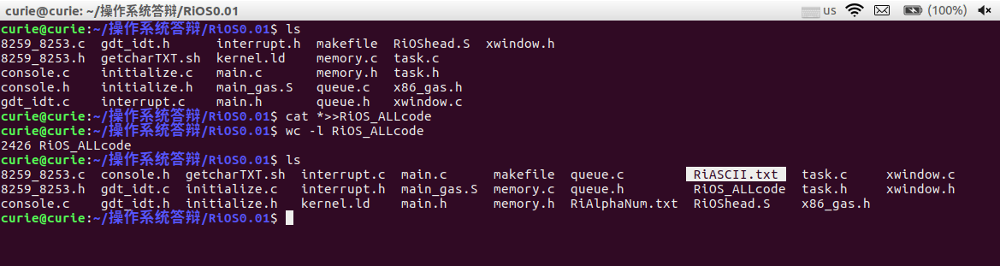 curie@curie: ~/操作系统答辩/RiOS0.01 us (100%)
curie@curie:~/操作系统答辩/RiOS0.01$ ls
8259_8253.c gdt_idt.h interrupt.h makefile RiOShead.S xwindow.h
8259_8253.h getcharTXT.sh kernel.ld memory.c task.c
console.c initialize.c main.c memory.h task.h
console.h initialize.h main_gas.S queue.c x86_gas.h
gdt_idt.c interrupt.c main.h queue.h xwindow.c
curie@curie:~/操作系统答辩/RiOS0.01$ cat *>>RiOS_ALLcode
curie@curie:~/操作系统答辩/RiOS0.01$ wc -l RiOS_ALLcode
2426 RiOS_ALLcode
curie@curie:~/操作系统答辩/RiOS0.01$ ls
8259_8253.c console.h getcharTXT.sh interrupt.c main.c makefile queue.c RiASCII.txt task.c xwindow.c
8259_8253.h gdt_idt.c initialize.c interrupt.h main_gas.S memory.c queue.h RiOS_ALLcode task.h xwindow.h
console.c gdt_idt.h initialize.h kernel.ld main.h memory.h RiAlphaNum.txt RiOShead.S x86_gas.h
curie@curie:~/操作系统答辩/RiOS0.01$